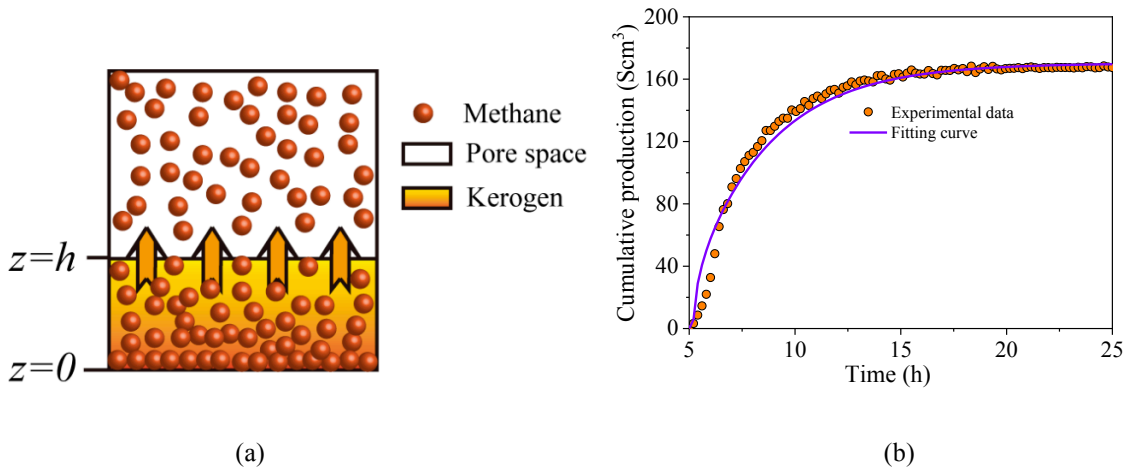 Methane
Pore space
Kerogen
z=h
z=0
(a)
Cumulative production (Scm³)
200
160
120
80
40
0
5
10
15
20
25
Time (h)
Experimental data
Fitting curve
(b)